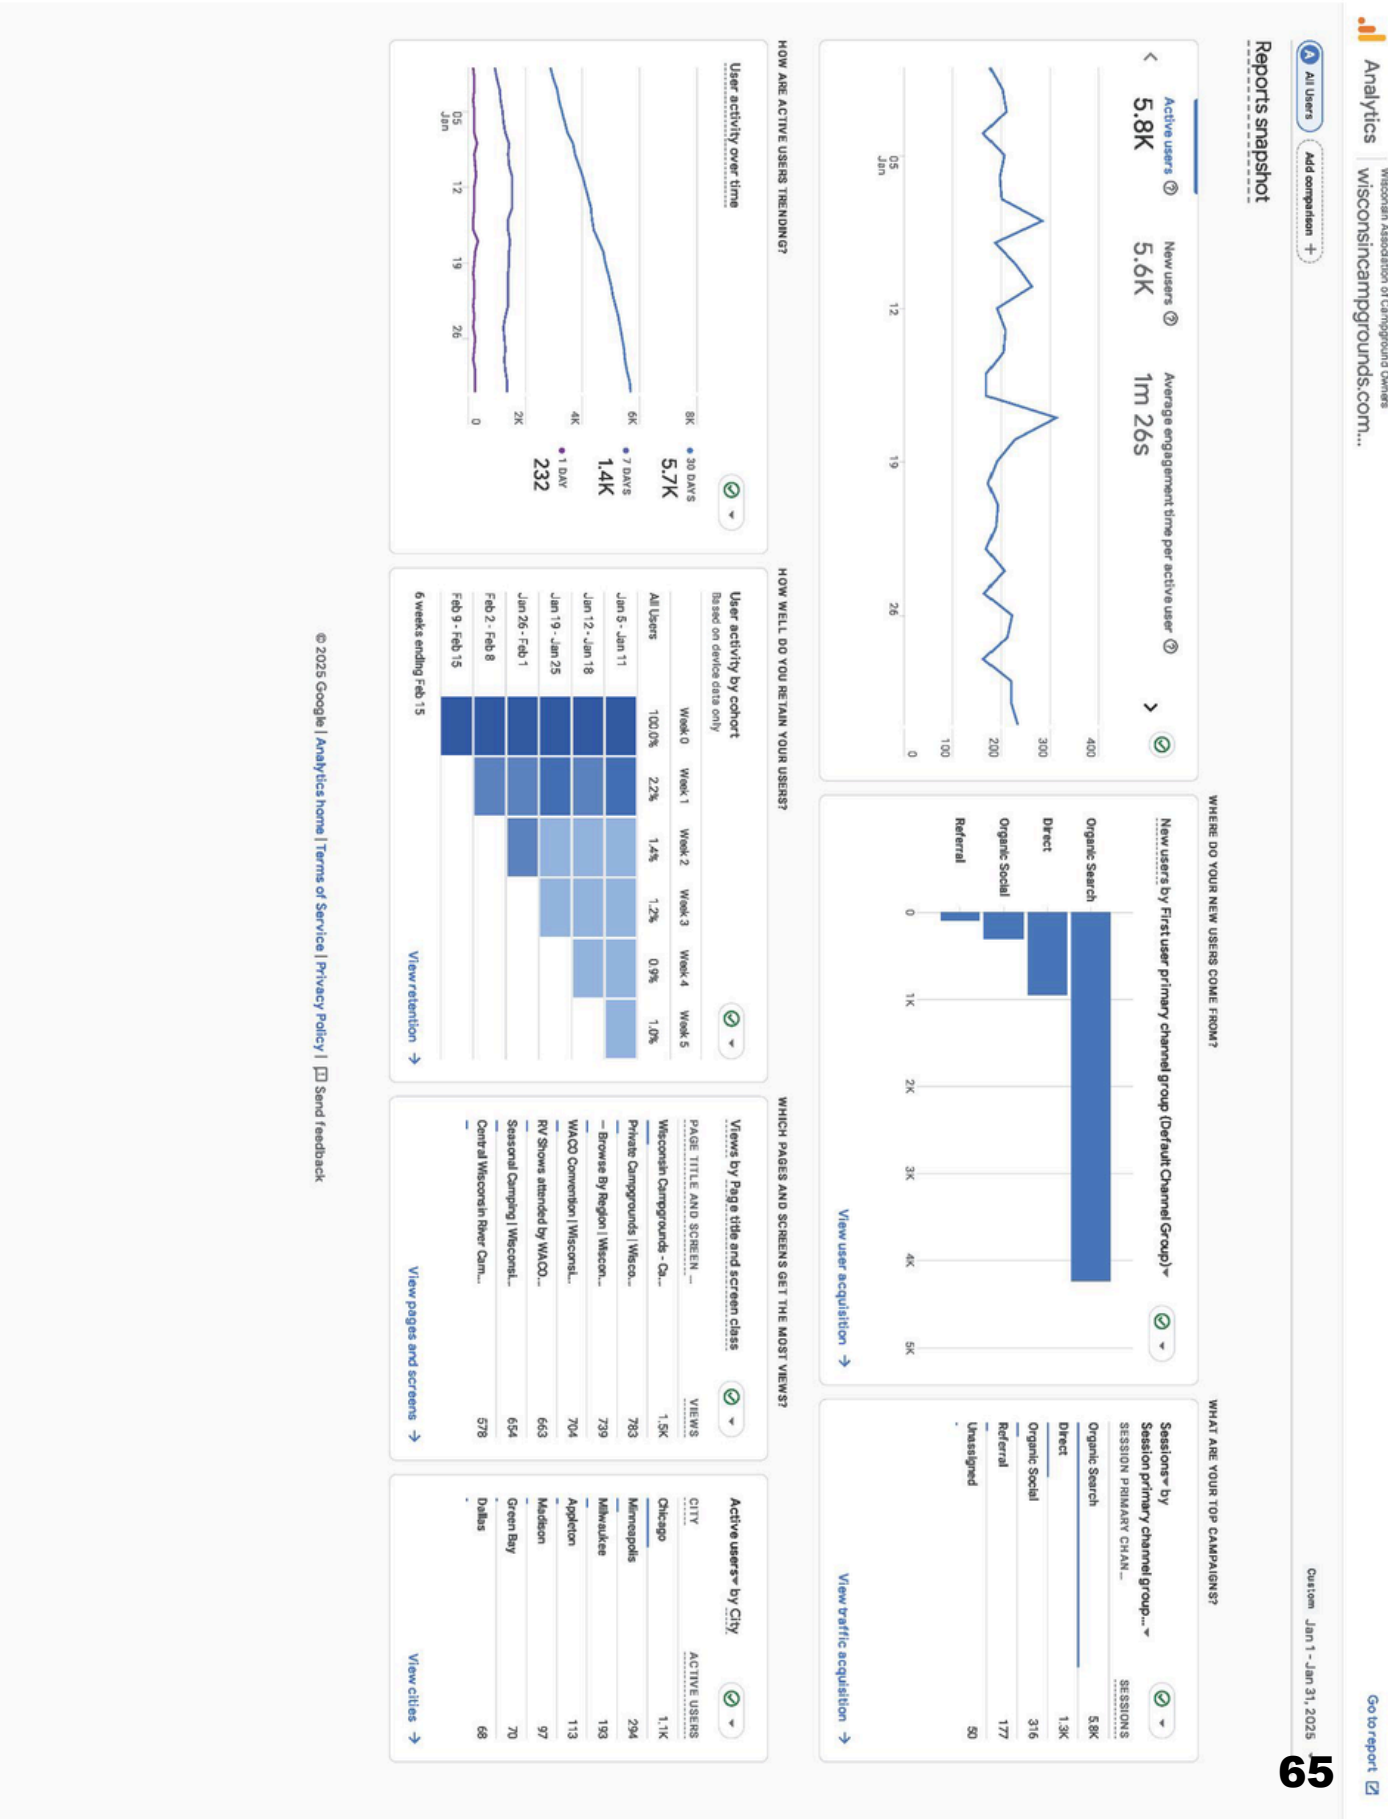 Analytics
Wisconsin Association of Campground Owners
wisconsincampgrounds.com...
Go to report
A All Users
Add comparison +
Custom Jan 1 - Jan 31, 2025
Reports snapshot
Active users
5.8K
New users
5.6K
Average engagement time per active user
1m 26s
400
300
200
100
0
05
Jan
12
19
26
WHERE DO YOUR NEW USERS COME FROM?
New users by First user primary channel group (Default Channel Group)
Organic Search
Direct
Organic Social
Referral
0 1K 2K 3K 4K 5K
View user acquisition →
WHAT ARE YOUR TOP CAMPAIGNS?
Sessions by
Session primary channel group...
SESSION PRIMARY CHAN... SESSIONS
Organic Search 5.8K
Direct 1.3K
Organic Social 316
Referral 177
Unassigned 50
View traffic acquisition →
HOW ARE ACTIVE USERS TRENDING?
User activity over time
8K
6K
4K
2K
0
05
Jan
12
19
26
30 DAYS
5.7K
7 DAYS
1.4K
1 DAY
232
HOW WELL DO YOU RETAIN YOUR USERS?
User activity by cohort
Based on device data only
Week 0 Week 1 Week 2 Week 3 Week 4 Week 5
All Users 100.0% 2.2% 1.4% 1.2% 0.9% 1.0%
Jan 5 - Jan 11
Jan 12 - Jan 18
Jan 19 - Jan 25
Jan 26 - Feb 1
Feb 2 - Feb 8
Feb 9 - Feb 15
6 weeks ending Feb 15
View retention →
WHICH PAGES AND SCREENS GET THE MOST VIEWS?
Views by Page title and screen class
PAGE TITLE AND SCREEN ... VIEWS
Wisconsin Campgrounds - Ca... 1.5K
Private Campgrounds | Wisco... 783
– Browse By Region | Wiscon... 739
WACO Convention | Wisconsi... 704
RV Shows attended by WACO... 663
Seasonal Camping | Wisconsi... 654
Central Wisconsin River Cam... 578
View pages and screens →
Active users by City
CITY ACTIVE USERS
Chicago 1.1K
Minneapolis 294
Milwaukee 193
Appleton 113
Madison 97
Green Bay 70
Dallas 68
View cities →
© 2025 Google | Analytics home | Terms of Service | Privacy Policy | Send feedback
65